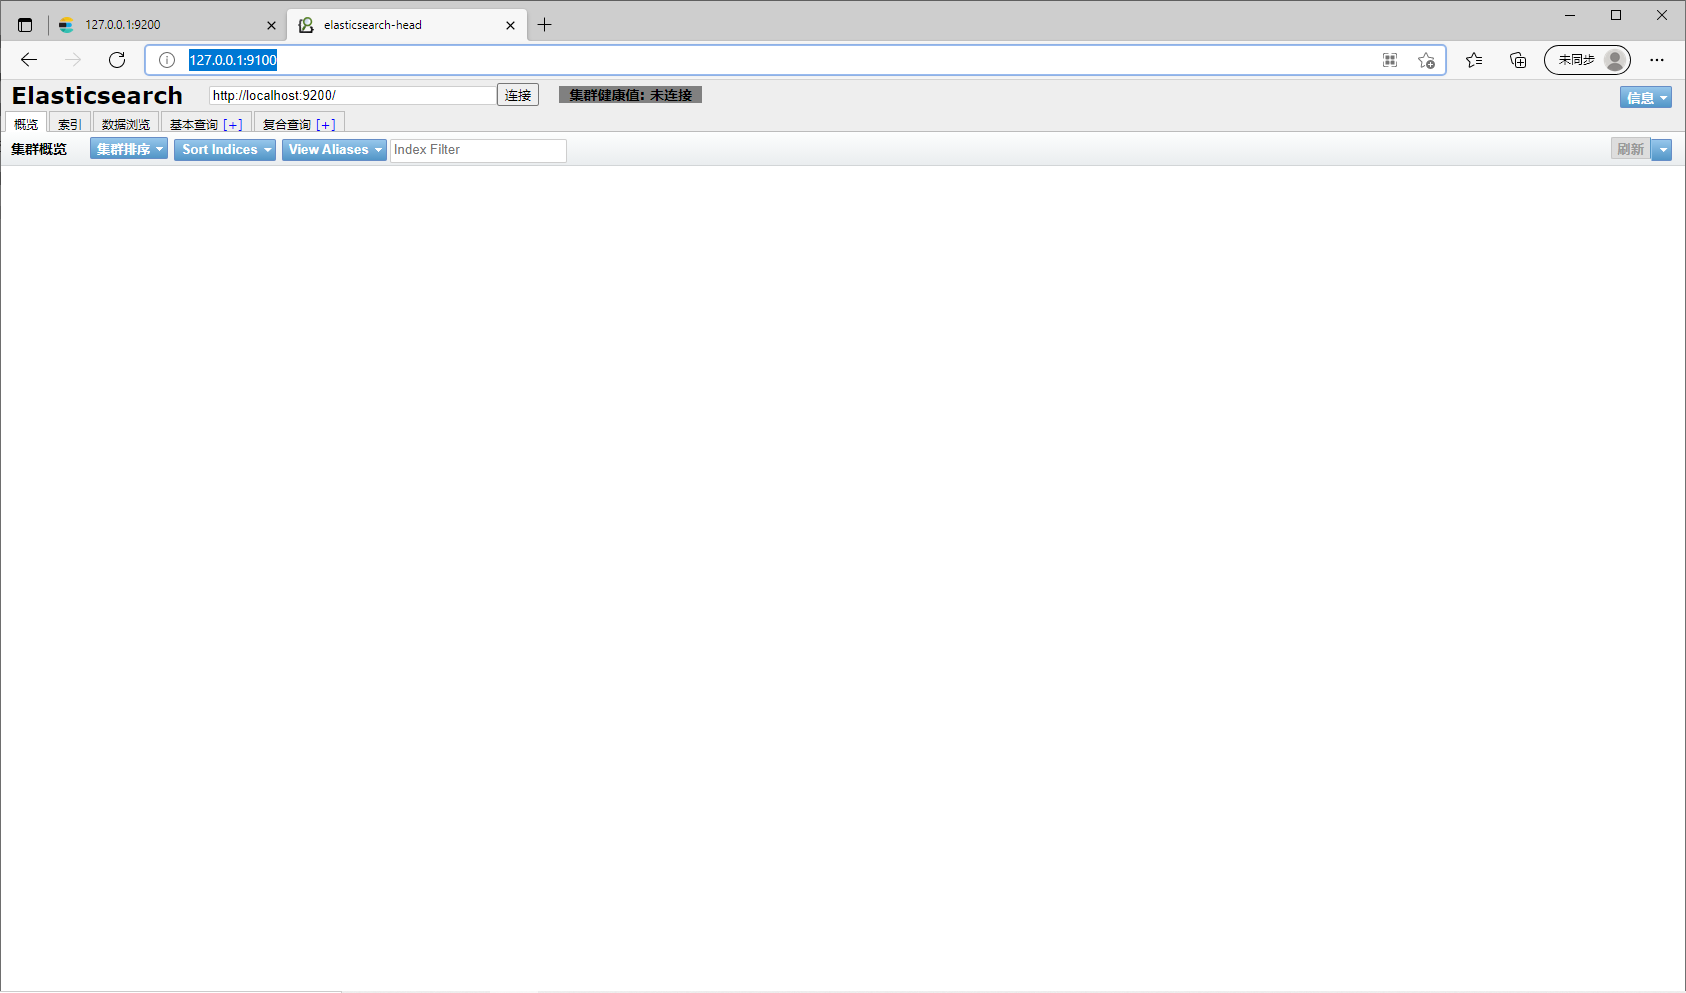 127.0.0.1:9200
elasticsearch-head
127.0.0.1:9100
未同步
Elasticsearch
http://localhost:9200/
连接
集群健康值: 未连接
信息
概览
索引
数据浏览
基本查询 [+]
复合查询 [+]
集群概览
集群排序
Sort Indices
View Aliases
Index Filter
刷新